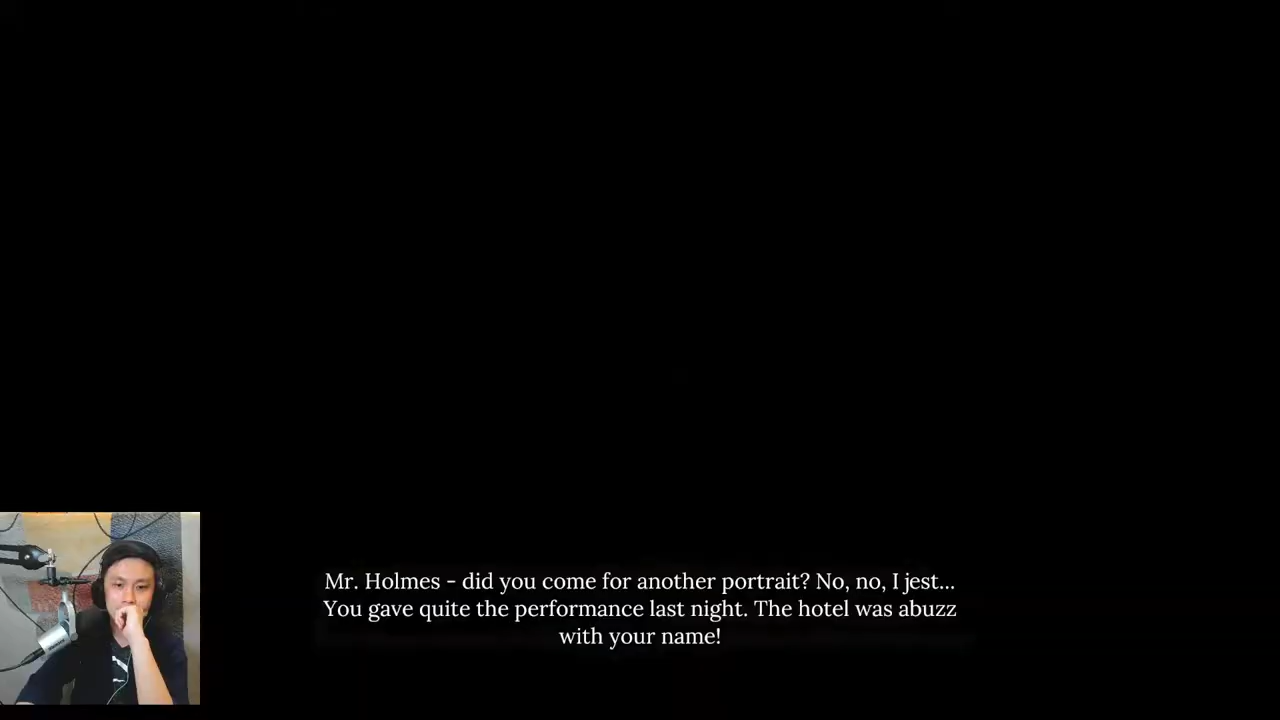 Mr. Holmes - did you come for another portrait? No, no, I jest...
You gave quite the performance last night. The hotel was abuzz
with your name!